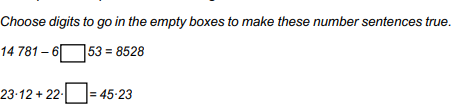 Choose digits to go in the empty boxes to make these number sentences true.
14 781 – 6□53 = 8528
23·12 + 22·□= 45·23